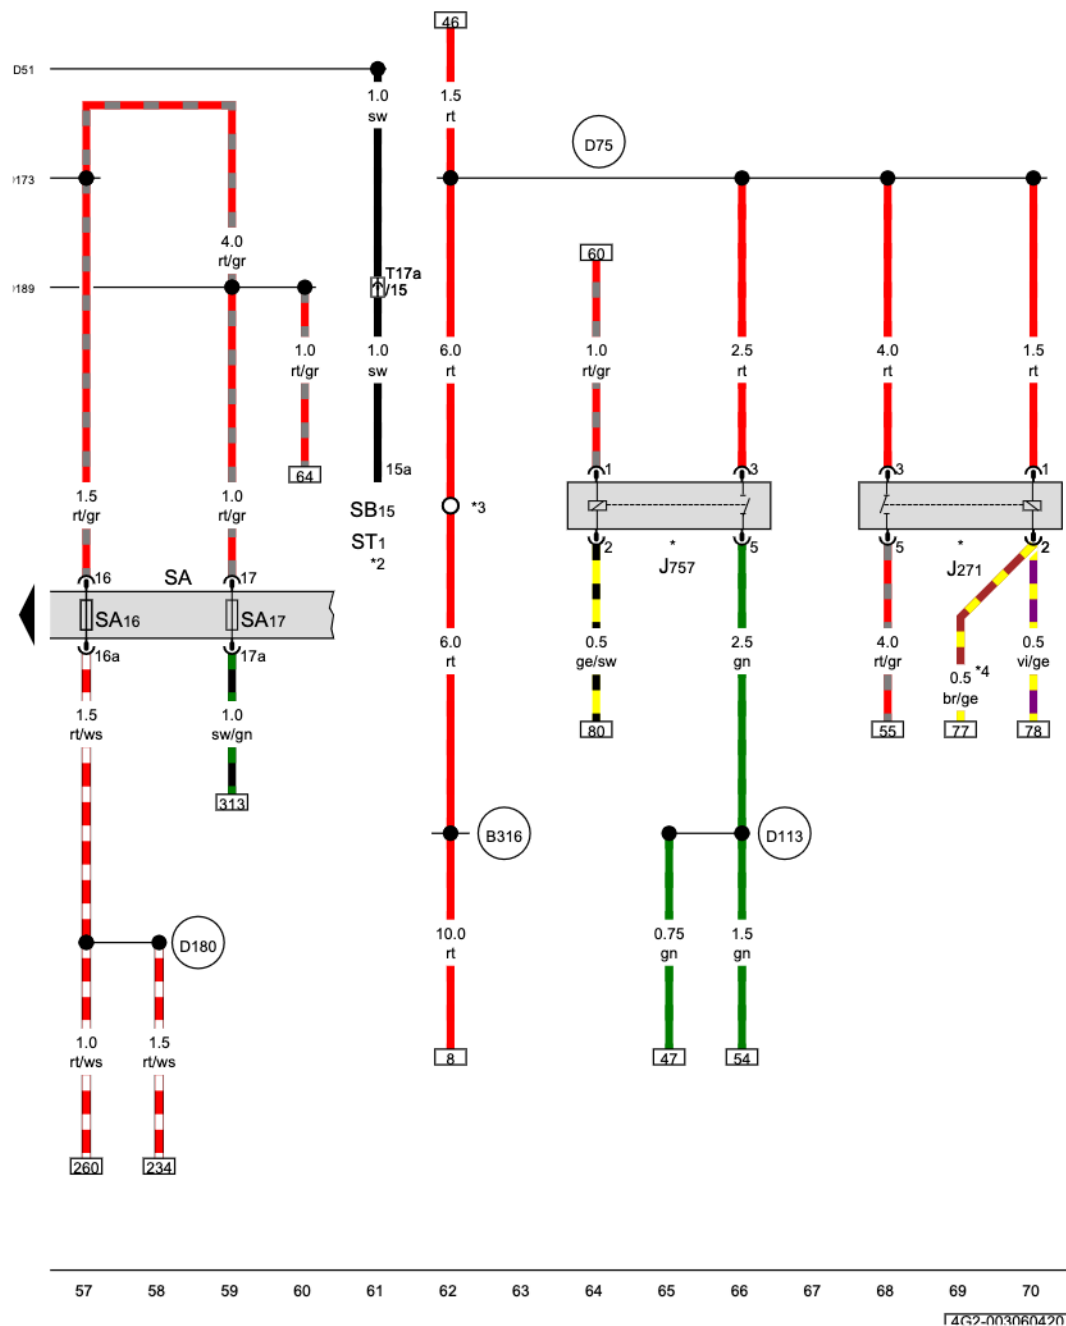 46
D51
1.0
sw
1.5
rt
D75
173
4.0
rt/gr
60
T17a
/15
189
1.0
rt/gr
1.0
sw
6.0
rt
1.0
rt/gr
2.5
rt
4.0
rt
1.5
rt
64
15a
1
3
3
1
1.5
rt/gr
1.0
rt/gr
SB15
*3
ST1
*2
2
*
5
J757
5
*
2
J271
16
SA
17
SA16
SA17
16a
17a
6.0
rt
0.5
ge/sw
2.5
gn
4.0
rt/gr
0.5
*4
br/ge
0.5
vi/ge
1.5
rt/ws
1.0
sw/gn
80
55
77
78
313
B316
D113
D180
10.0
rt
0.75
gn
1.5
gn
1.0
rt/ws
1.5
rt/ws
8
47
54
260
234
57 58 59 60 61 62 63 64 65 66 67 68 69 70
4G2-003060420